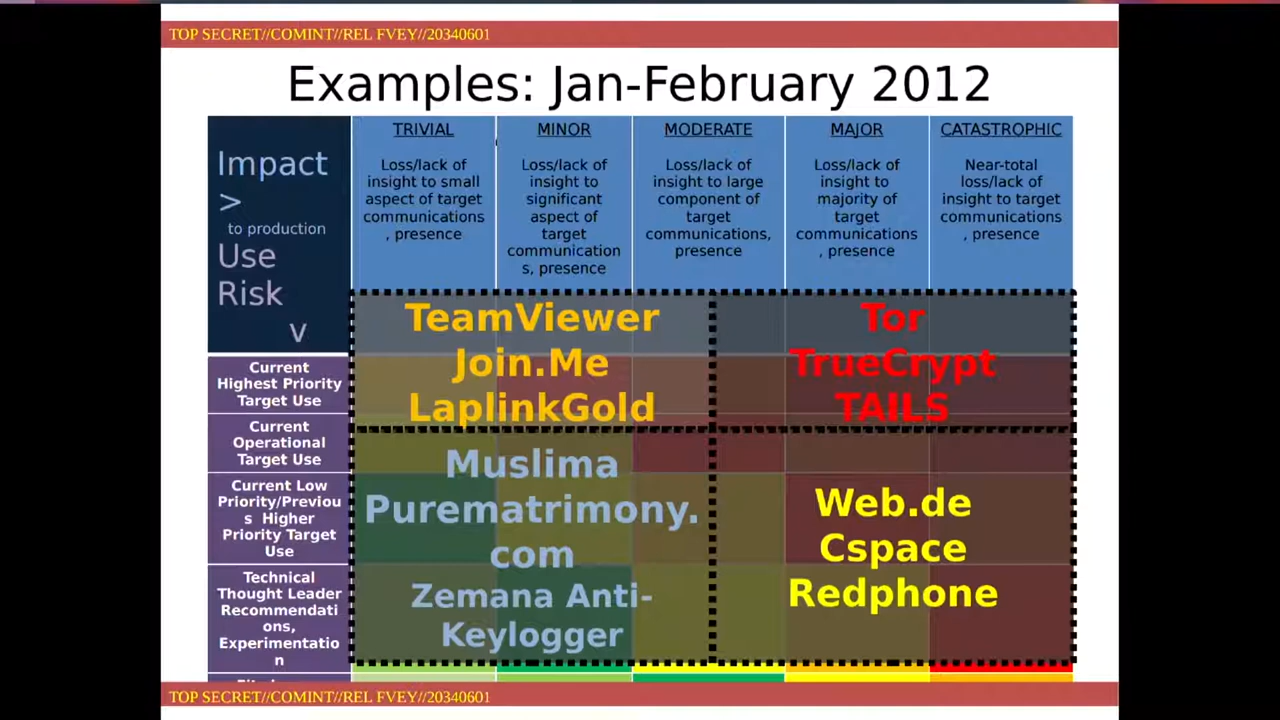 TOP SECRET//COMINT//REL FVEY//20340601
Examples: Jan-February 2012
Impact
>
to production
Use
Risk
v
TRIVIAL
Loss/lack of
insight to small
aspect of target
communications
, presence
MINOR
Loss/lack of
insight to
significant
aspect of
target
communication
s, presence
MODERATE
Loss/lack of
insight to large
component of
target
communications,
presence
MAJOR
Loss/lack of
insight to
majority of
target
communications
, presence
CATASTROPHIC
Near-total
loss/lack of
insight to target
communications
, presence
TeamViewer
Join.Me
LaplinkGold
Tor
TrueCrypt
TAILS
Current
Highest Priority
Target Use
Current
Operational
Target Use
Current Low
Priority/Previou
s Higher
Priority Target
Use
Technical
Thought Leader
Recommendati
ons,
Experimentatio
n
Muslima
Purematrimony.
com
Zemana Anti-
Keylogger
Web.de
Cspace
Redphone
TOP SECRET//COMINT//REL FVEY//20340601